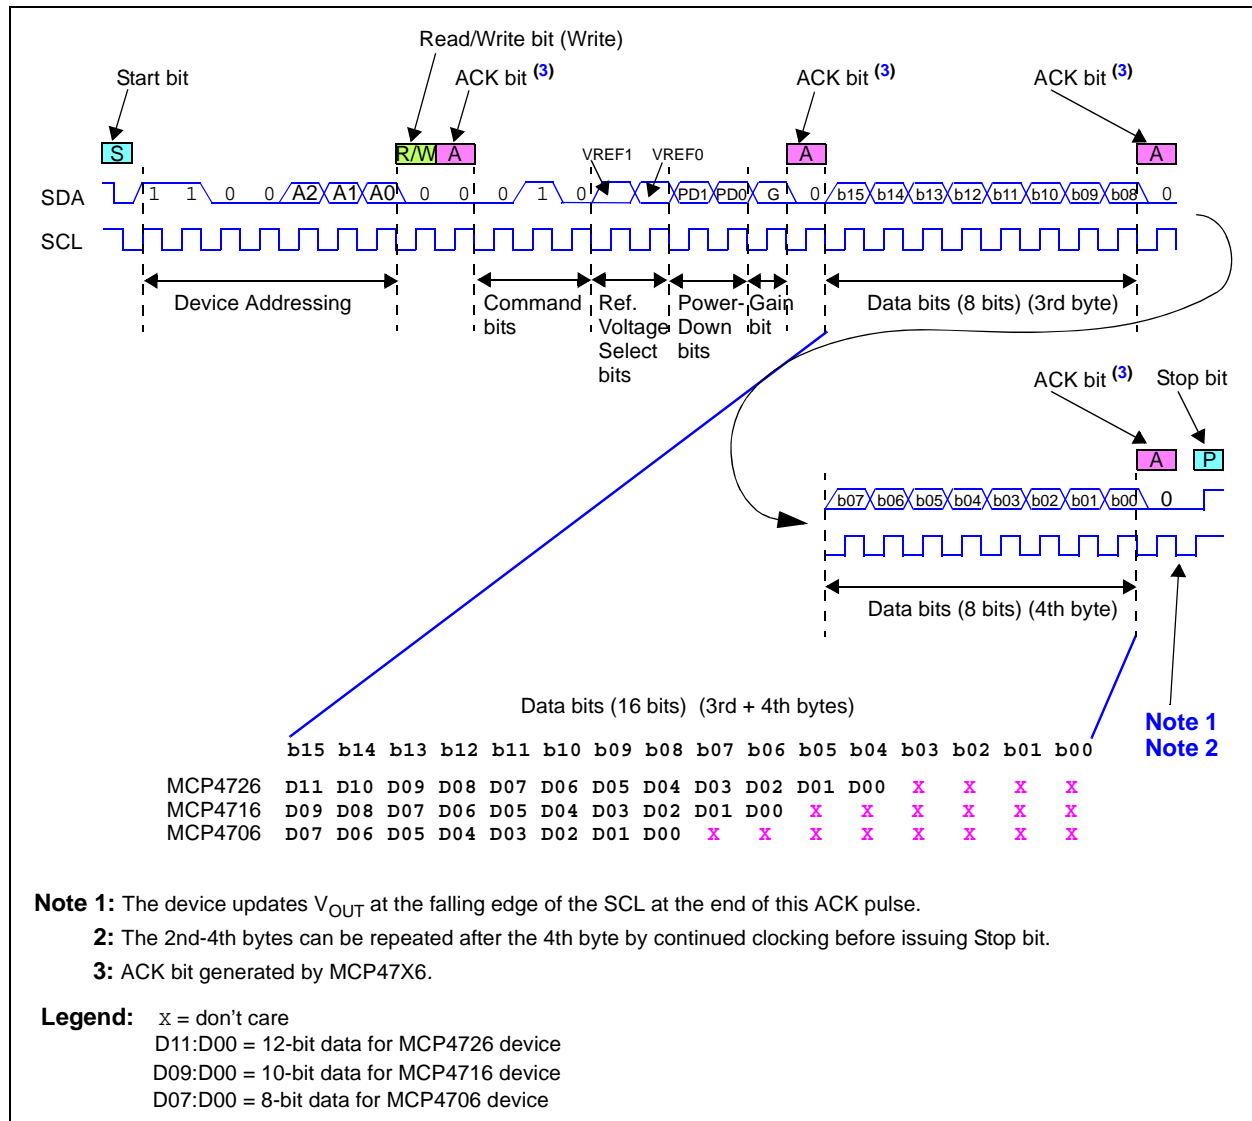 Read/Write bit (Write)
Start bit
ACK bit (3)
ACK bit (3)
ACK bit (3)
S
R/W
A
A
A
VREF1
VREF0
SDA
1 1 0 0 A2 A1 A0 0 0 0 1 0 PD1 PD0 G 0 b15 b14 b13 b12 b11 b10 b09 b08 0
SCL
Device Addressing
Command bits
Ref. Voltage Select bits
Power-Down bits
Gain bit
Data bits (8 bits) (3rd byte)
ACK bit (3)
Stop bit
A
P
b07 b06 b05 b04 b03 b02 b01 b00 0
Data bits (8 bits) (4th byte)
Note 1
Note 2
Data bits (16 bits) (3rd + 4th bytes)
b15 b14 b13 b12 b11 b10 b09 b08 b07 b06 b05 b04 b03 b02 b01 b00
MCP4726 D11 D10 D09 D08 D07 D06 D05 D04 D03 D02 D01 D00 X X X X
MCP4716 D09 D08 D07 D06 D05 D04 D03 D02 D01 D00 X X X X X X
MCP4706 D07 D06 D05 D04 D03 D02 D01 D00 X X X X X X X X
Note 1: The device updates VOUT at the falling edge of the SCL at the end of this ACK pulse.
2: The 2nd-4th bytes can be repeated after the 4th byte by continued clocking before issuing Stop bit.
3: ACK bit generated by MCP47X6.
Legend: X = don't care
D11:D00 = 12-bit data for MCP4726 device
D09:D00 = 10-bit data for MCP4716 device
D07:D00 = 8-bit data for MCP4706 device